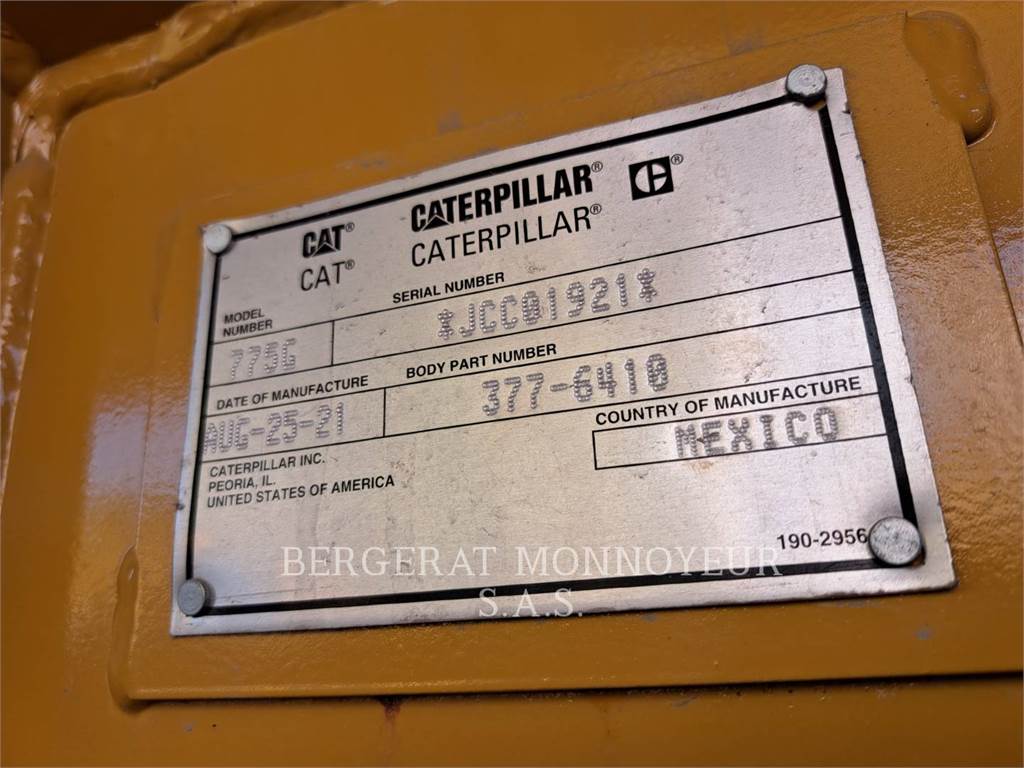 CAT® CATERPILLAR® C®
CAT® CATERPILLAR®
MODEL
NUMBER
775G
SERIAL NUMBER
*JCC01921*
DATE OF MANUFACTURE
AUG-25-21
BODY PART NUMBER
377-6410
COUNTRY OF MANUFACTURE
MEXICO
CATERPILLAR INC.
PEORIA, IL.
UNITED STATES OF AMERICA
190-2956
BERGERAT MONNOYEUR
S.A.S.